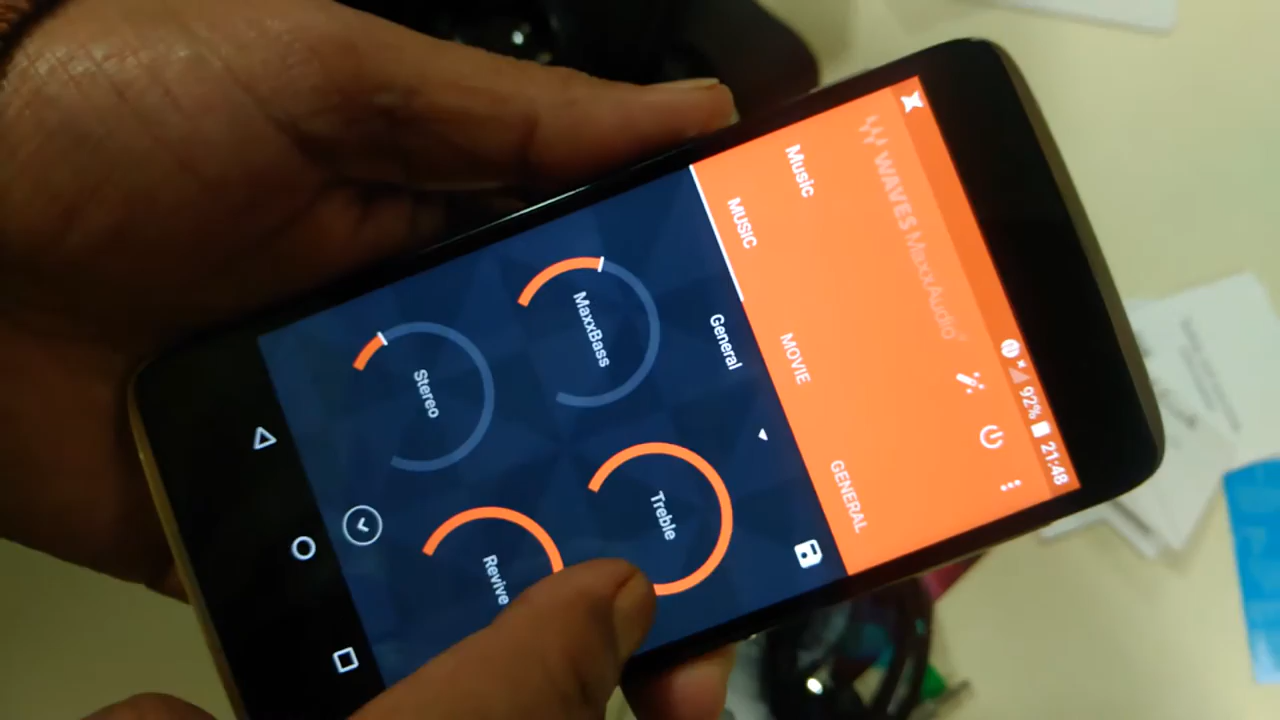 92% 21:48
WAVES MaxxAudio
Music
MUSIC MOVIE GENERAL
General
MaxxBass Treble
Stereo Revive